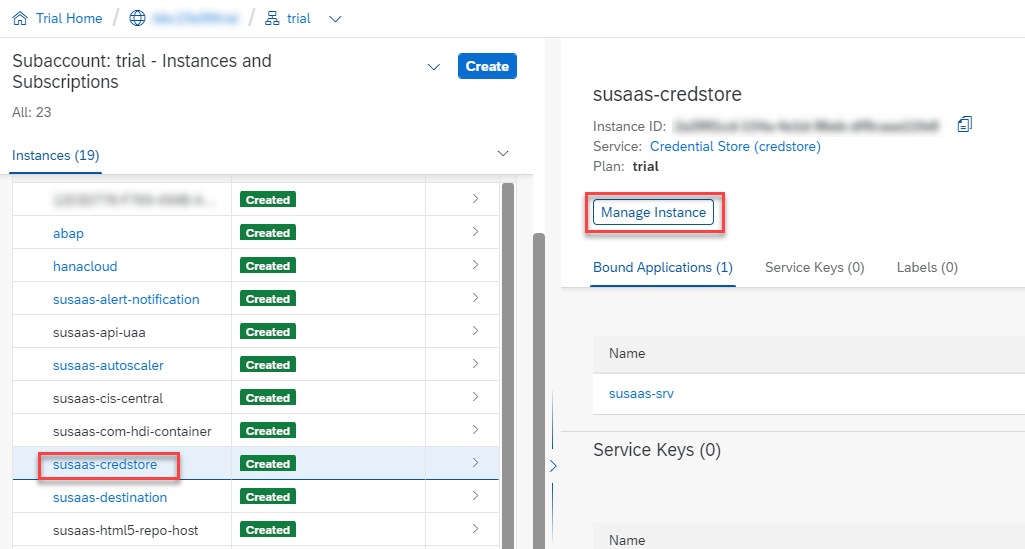 Trial Home / / trial
Subaccount: trial - Instances and
Subscriptions
Create
All: 23
Instances (19)
Created
abap Created
hanacloud Created
susaas-alert-notification Created
susaas-api-uaa Created
susaas-autoscaler Created
susaas-cis-central Created
susaas-com-hdi-container Created
susaas-credstore Created
susaas-destination Created
susaas-html5-repo-host Created
susaas-credstore
Instance ID:
Service: Credential Store (credstore)
Plan: trial
Manage Instance
Bound Applications (1) Service Keys (0) Labels (0)
Name
susaas-srv
Service Keys (0)
Name